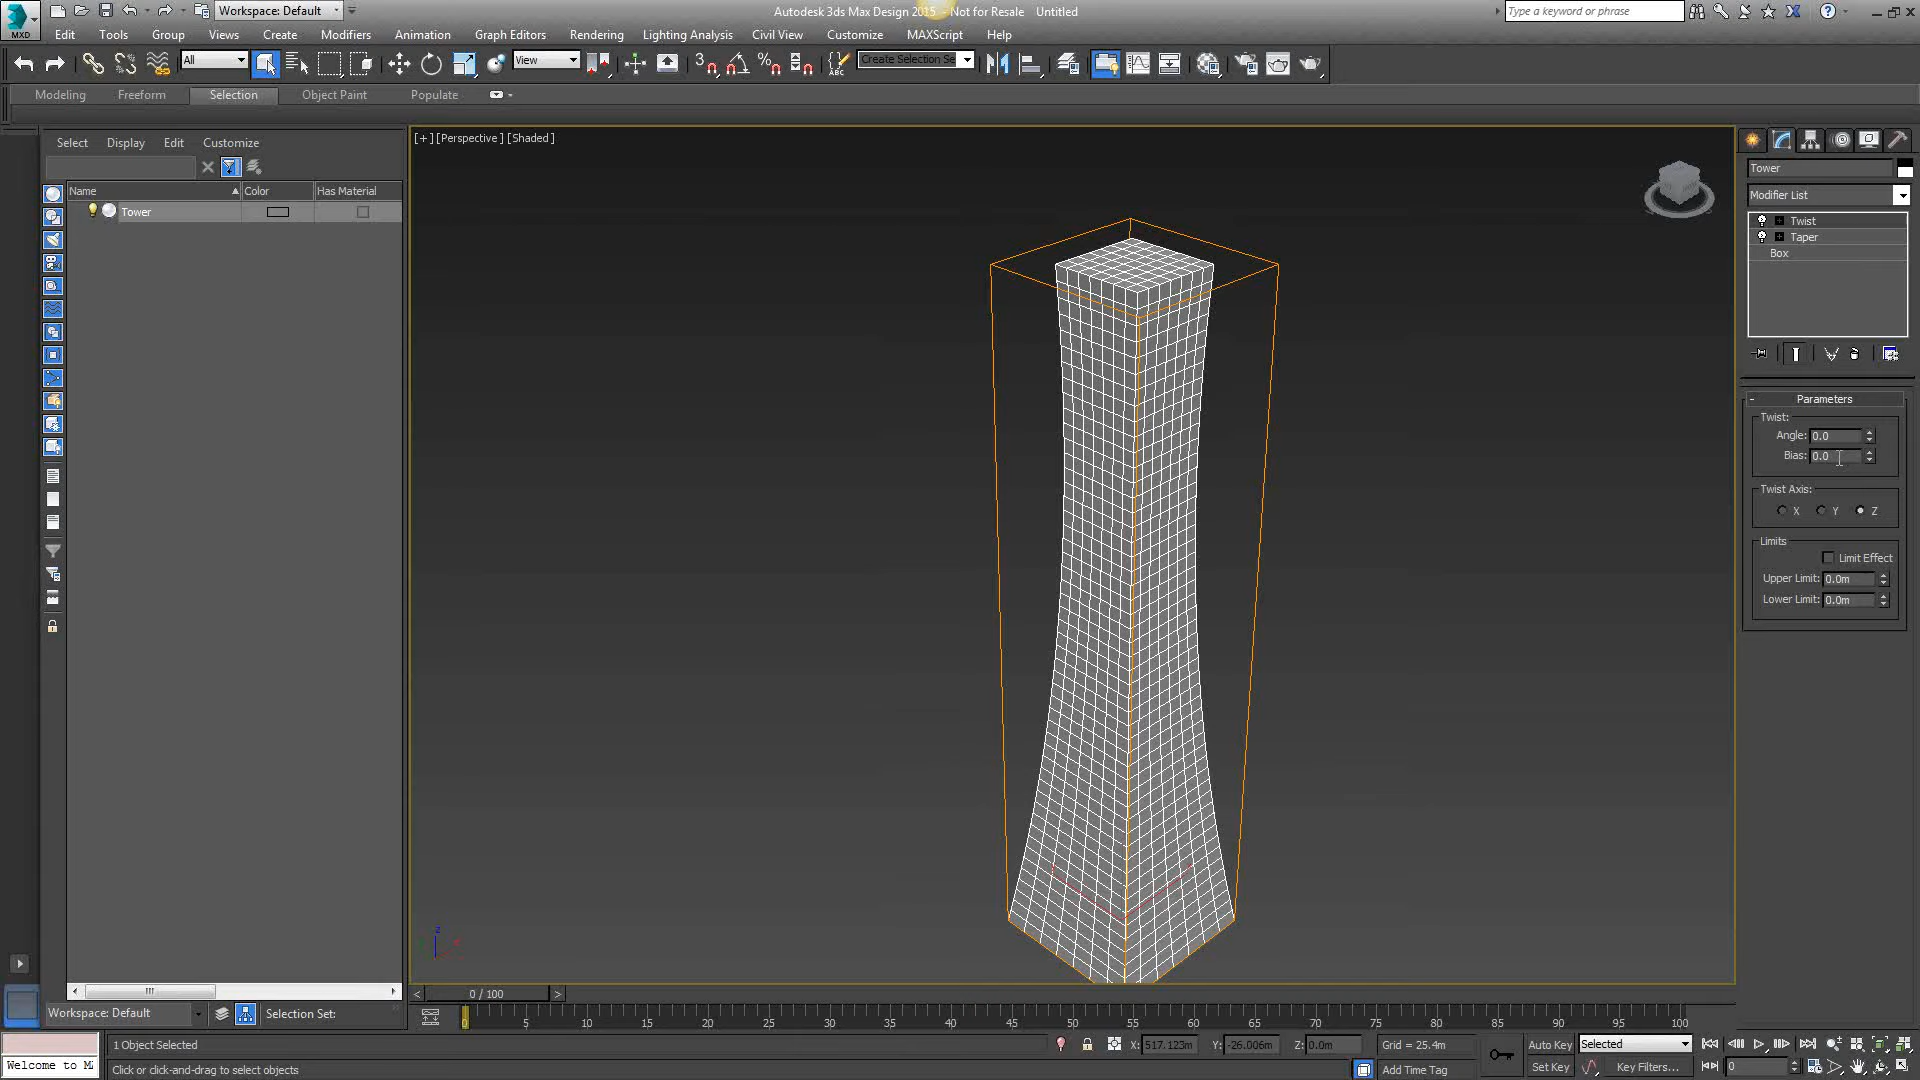 Workspace: Default
Autodesk 3ds Max Design 2015 - Not for Resale Untitled
Type a keyword or phrase
MXD
Edit Tools Group Views Create Modifiers Animation Graph Editors Rendering Lighting Analysis Civil View Customize MAXScript Help
All
View
3
ABC
Create Selection Se
Modeling Freeform Selection Object Paint Populate
Select Display Edit Customize
Name Color Has Material
Tower
[+] [Perspective] [Shaded]
Tower
Modifier List
Twist
Taper
Box
Parameters
Twist:
Angle: 0.0
Bias: 0.0
Twist Axis:
X Y Z
Limits
Limit Effect
Upper Limit: 0.0m
Lower Limit: 0.0m
z
x
0 / 100
Workspace: Default
Selection Set:
0 5 10 15 20 25 30 35 40 45 50 55 60 65 70 75 80 85 90 95 100
1 Object Selected
X: 517.123m Y: -26.006m Z: 0.0m Grid = 25.4m
Auto Key Selected
Welcome to M
Click or click-and-drag to select objects
Add Time Tag
Set Key Key Filters...
0